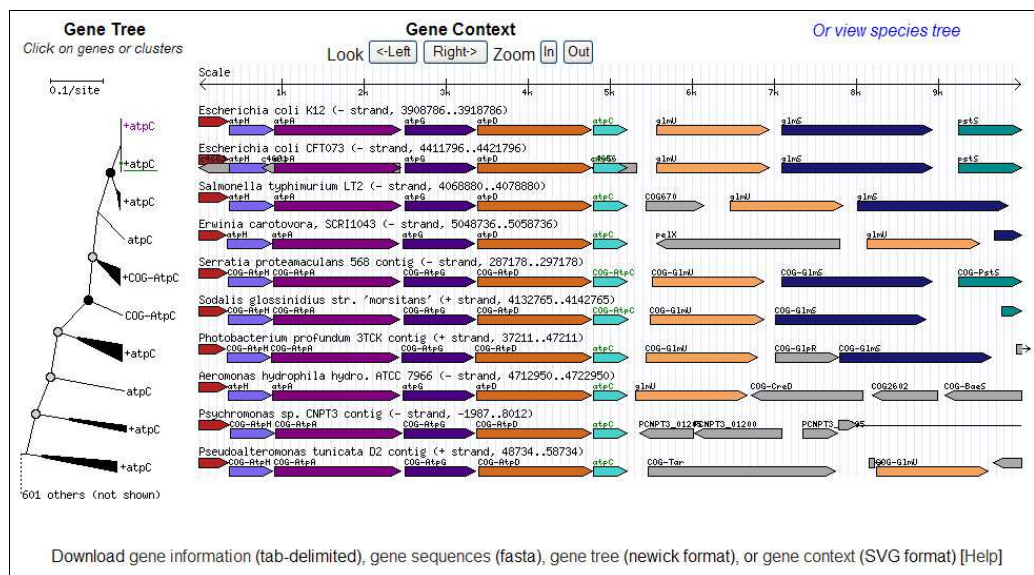 Gene Tree
Click on genes or clusters
Gene Context
Look <-Left Right-> Zoom In Out
Or view species tree
0.1/site
Scale
1k 2k 3k 4k 5k 6k 7k 8k 9k
Escherichia coli K12 (- strand, 3908786..3918786)
+atpC atpH atpA atpG atpD atpC glmU glmS pstS
Escherichia coli CFT073 (- strand, 4411796..4421796)
+atpC atpH atpA atpG atpD glmU glmS pstS
Salmonella typhimurium LT2 (- strand, 4068880..4078880)
+atpC atpH atpA atpG atpD atpC COG670 glmU glmS
Erwinia carotovora, SCRI1043 (- strand, 5048736..5058736)
atpC atpH atpA atpG atpD atpC pelX glmU
Serratia proteamaculans 568 contig (- strand, 287178..297178)
+COG-AtpC COG-AtpH COG-AtpA COG-AtpG COG-AtpD COG-AtpC COG-GlmU COG-GlmS COG-PstS
Sodalis glossinidius str. 'morsitans' (+ strand, 4132765..4142765)
COG-AtpC COG-AtpH COG-AtpA COG-AtpG COG-AtpD COG-AtpC COG-GlmU COG-GlmS
Photobacterium profundum 3TCK contig (+ strand, 37211..47211)
+atpC COG-AtpH COG-AtpA COG-AtpG COG-AtpD atpC COG-GlmU COG-GlpR COG-GlmS
Aeromonas hydrophila hydro. ATCC 7966 (- strand, 4712950..4722950)
atpC atpH atpA atpG atpD atpC glmU COG-CreD COG2602 COG-BaeS
Psychromonas sp. CNPT3 contig (- strand, -1987..8012)
+atpC COG-AtpH COG-AtpA COG-AtpG COG-AtpD atpC
Pseudoalteromonas tunicata D2 contig (+ strand, 48734..58734)
+atpC COG-AtpH COG-AtpA COG-AtpG COG-AtpD atpC COG-Tar COG-GlmU
601 others (not shown)
Download gene information (tab-delimited), gene sequences (fasta), gene tree (newick format), or gene context (SVG format) [Help]